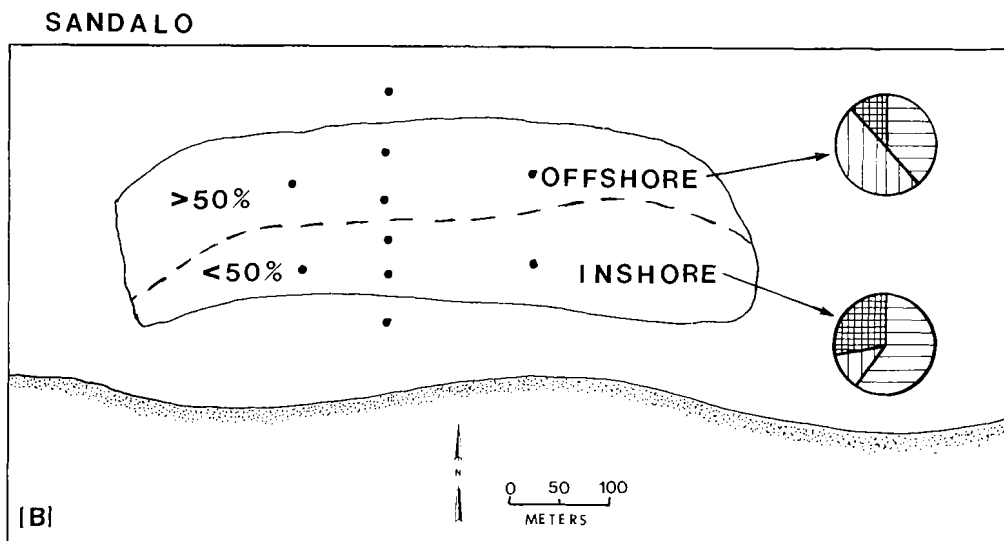 SANDALO
>50%
OFFSHORE
<50%
INSHORE
N
0 50 100
METERS
[B]